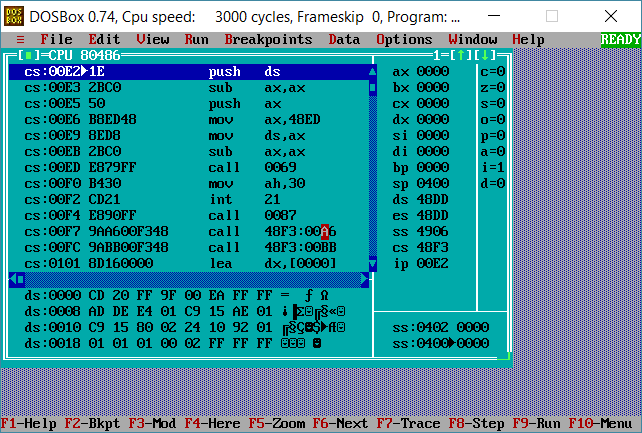 DOSBox 0.74, Cpu speed: 3000 cycles, Frameskip 0, Program: ...
≡ File Edit View Run Breakpoints Data Options Window Help READY
[■]-CPU 80486 1=[↑][↓]
cs:00E2►1E push ds ax 0000 c=0
cs:00E3 2BC0 sub ax,ax bx 0000 z=0
cs:00E5 50 push ax cx 0000 s=0
cs:00E6 B8ED48 mov ax,48ED dx 0000 o=0
cs:00E9 8ED8 mov ds,ax si 0000 p=0
cs:00EB 2BC0 sub ax,ax di 0000 a=0
cs:00ED E879FF call 0069 bp 0000 i=1
cs:00F0 B430 mov ah,30 sp 0400 d=0
cs:00F2 CD21 int 21 ds 48DD
cs:00F4 E890FF call 0087 es 48DD
cs:00F7 9AA600F348 call 48F3:00A6 ss 4906
cs:00FC 9ABB00F348 call 48F3:00BB cs 48F3
cs:0101 8D160000 lea dx,[0000] ip 00E2
ds:0000 CD 20 FF 9F 00 EA FF FF = ƒ Ω
ds:0008 AD DE E4 01 C9 15 AE 01 ¡▐Σ☺╔§«☺
ds:0010 C9 15 80 02 24 10 92 01 ╔§Ç☻$►Æ☺ ss:0402 0000
ds:0018 01 01 01 00 02 FF FF FF ☺☺☺ ☻ ss:0400►0000
F1-Help F2-Bkpt F3-Mod F4-Here F5-Zoom F6-Next F7-Trace F8-Step F9-Run F10-Menu